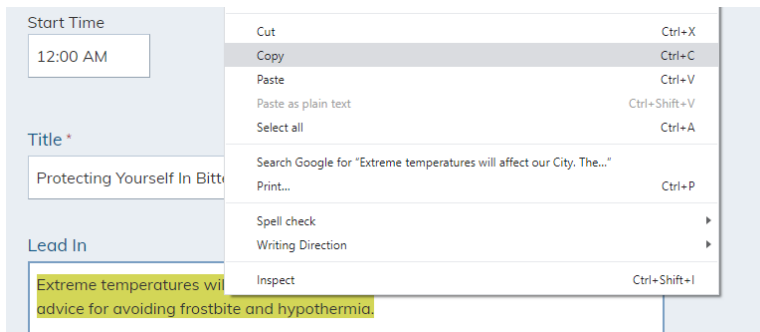 Start Time
12:00 AM
Title *
Protecting Yourself In Bitte
Lead In
Extreme temperatures wil
advice for avoiding frostbite and hypothermia.
Cut Ctrl+X
Copy Ctrl+C
Paste Ctrl+V
Paste as plain text Ctrl+Shift+V
Select all Ctrl+A
Search Google for “Extreme temperatures will affect our City. The...”
Print... Ctrl+P
Spell check
Writing Direction
Inspect Ctrl+Shift+I